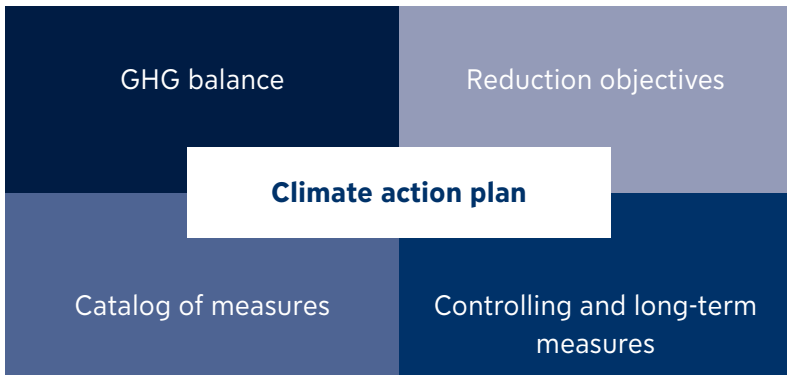 GHG balance
Reduction objectives
Climate action plan
Catalog of measures
Controlling and long-term
measures